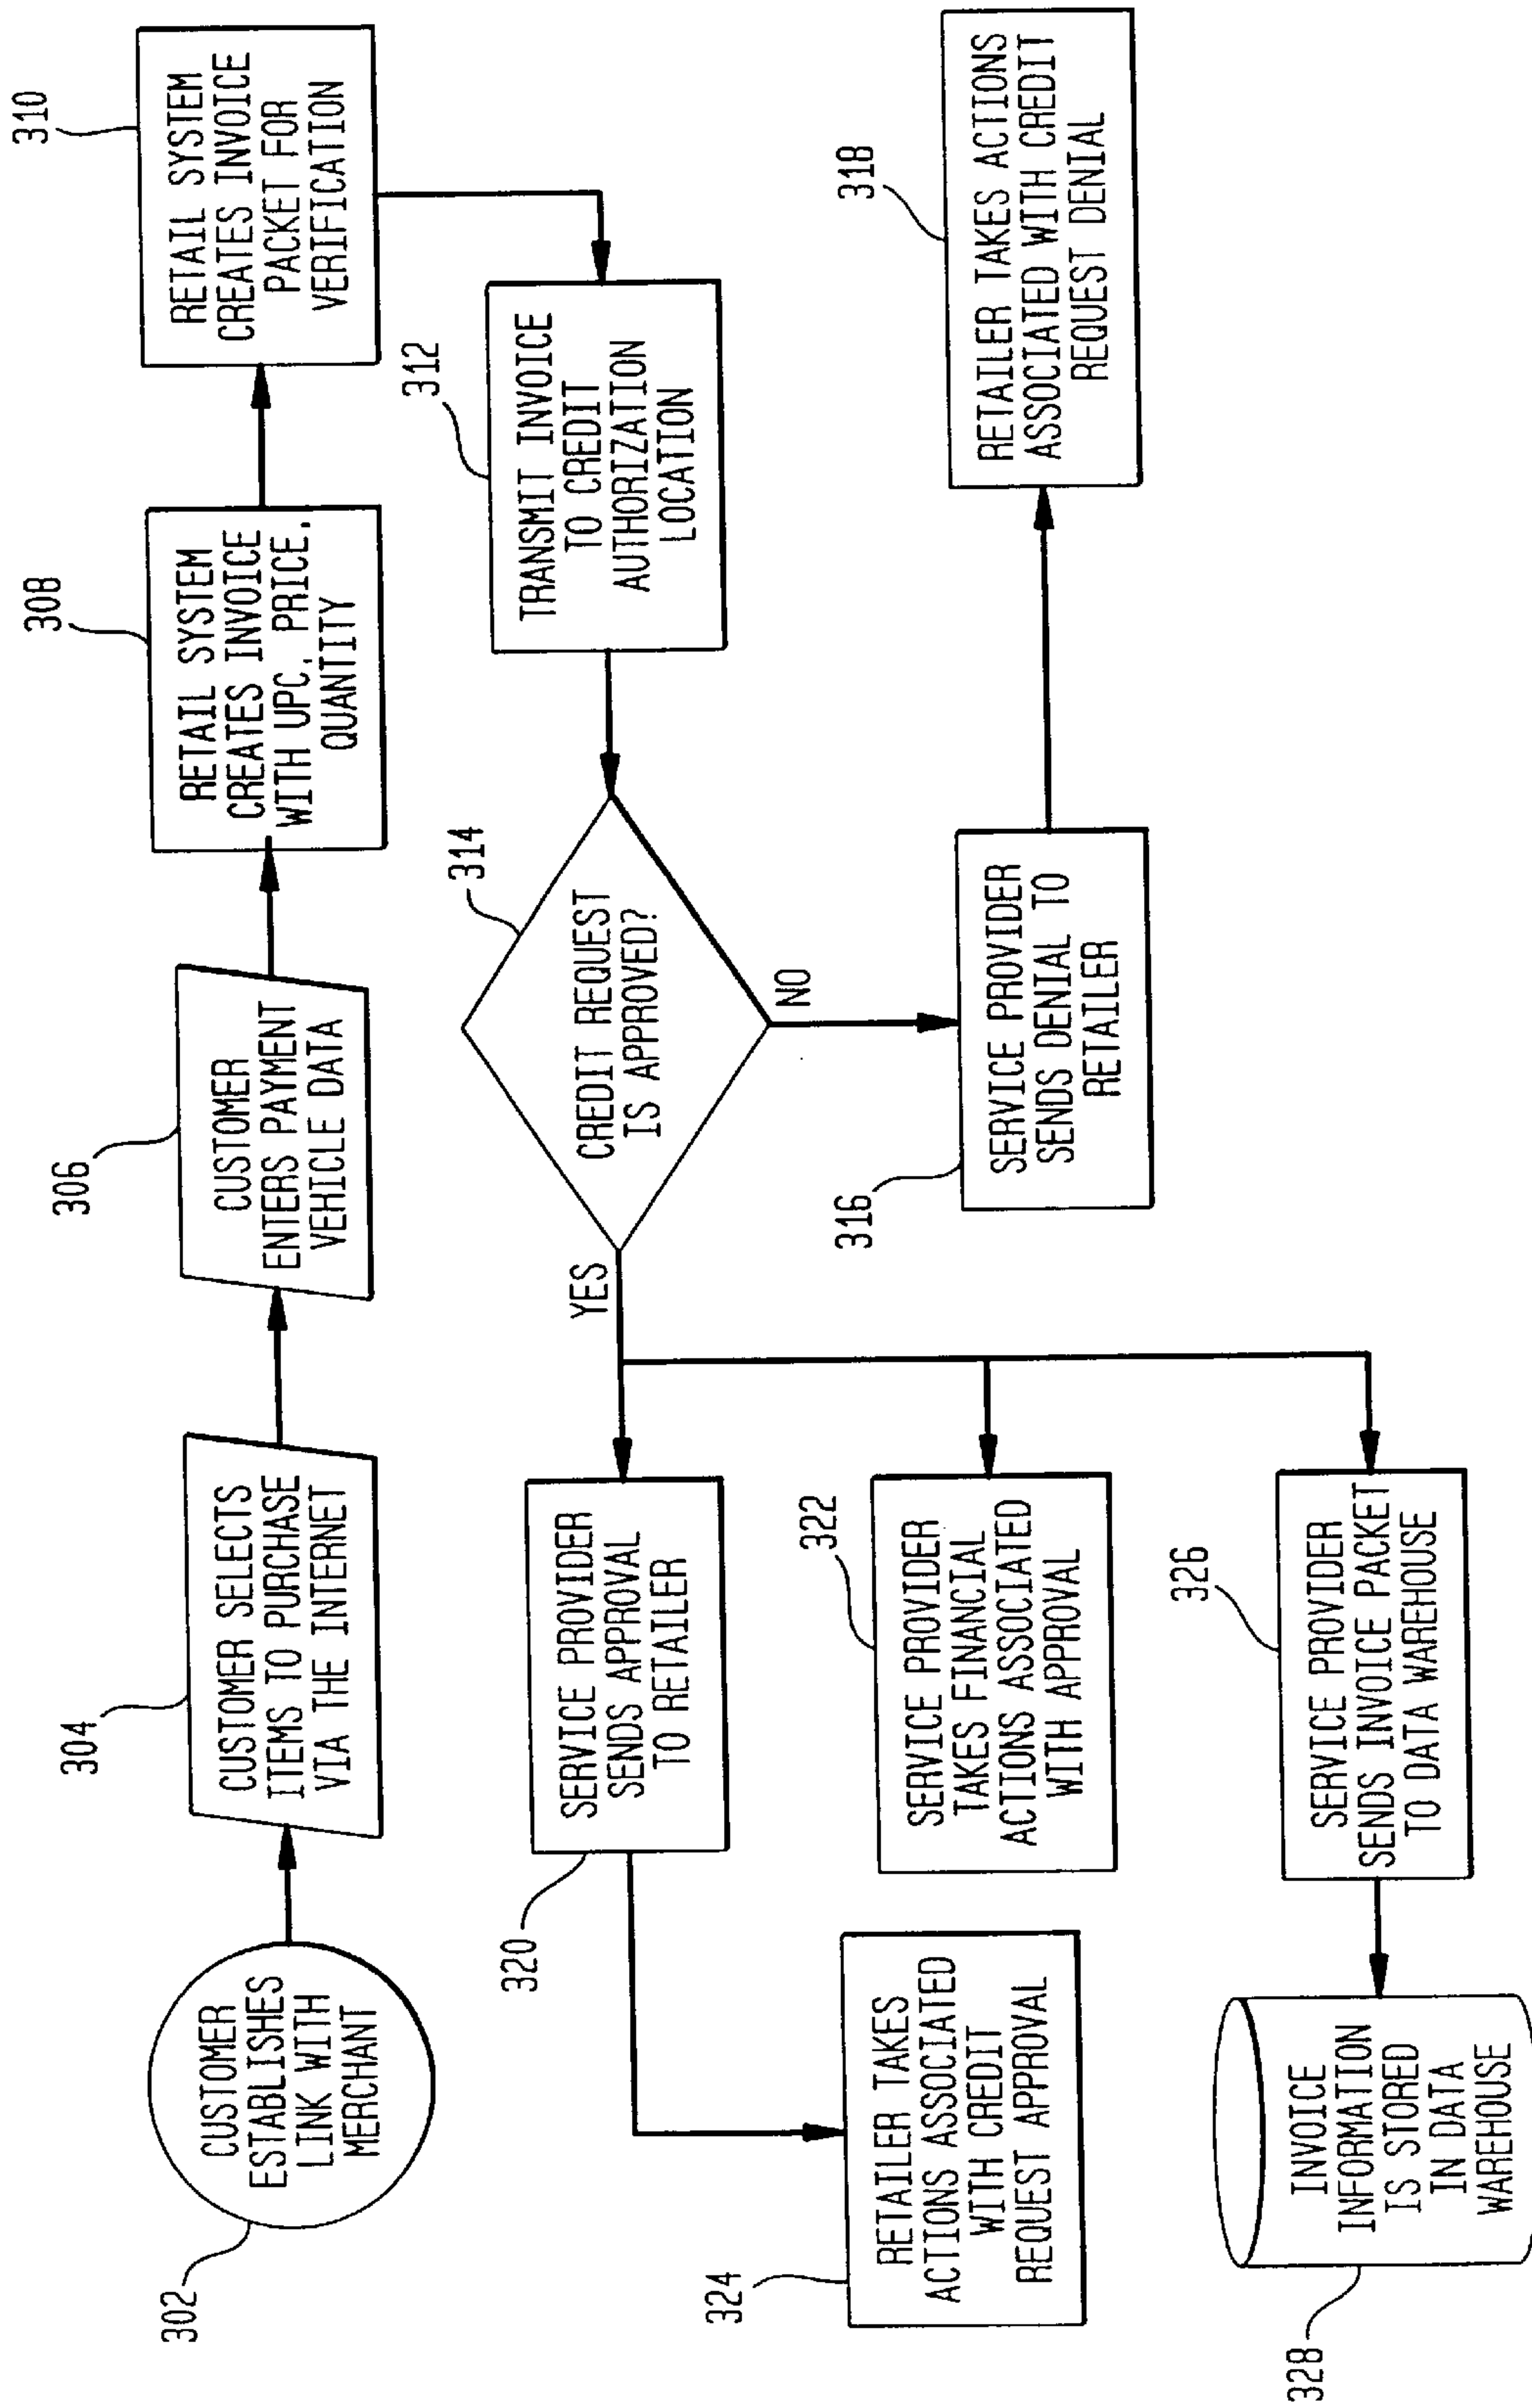 302
CUSTOMER
ESTABLISHES
LINK WITH
MERCHANT
304
CUSTOMER SELECTS
ITEMS TO PURCHASE
VIA THE INTERNET
306
CUSTOMER
ENTERS PAYMENT
VEHICLE DATA
308
RETAIL SYSTEM
CREATES INVOICE
WITH UPC, PRICE,
QUANTITY
310
RETAIL SYSTEM
CREATES INVOICE
PACKET FOR
VERIFICATION
312
TRANSMIT INVOICE
TO CREDIT
AUTHORIZATION
LOCATION
314
CREDIT REQUEST
IS APPROVED?
YES
NO
316
SERVICE PROVIDER
SENDS DENIAL TO
RETAILER
318
RETAILER TAKES ACTIONS
ASSOCIATED WITH CREDIT
REQUEST DENIAL
320
SERVICE PROVIDER
SENDS APPROVAL
TO RETAILER
322
SERVICE PROVIDER
TAKES FINANCIAL
ACTIONS ASSOCIATED
WITH APPROVAL
324
RETAILER TAKES
ACTIONS ASSOCIATED
WITH CREDIT
REQUEST APPROVAL
326
SERVICE PROVIDER
SENDS INVOICE PACKET
TO DATA WAREHOUSE
328
INVOICE
INFORMATION
IS STORED
IN DATA
WAREHOUSE